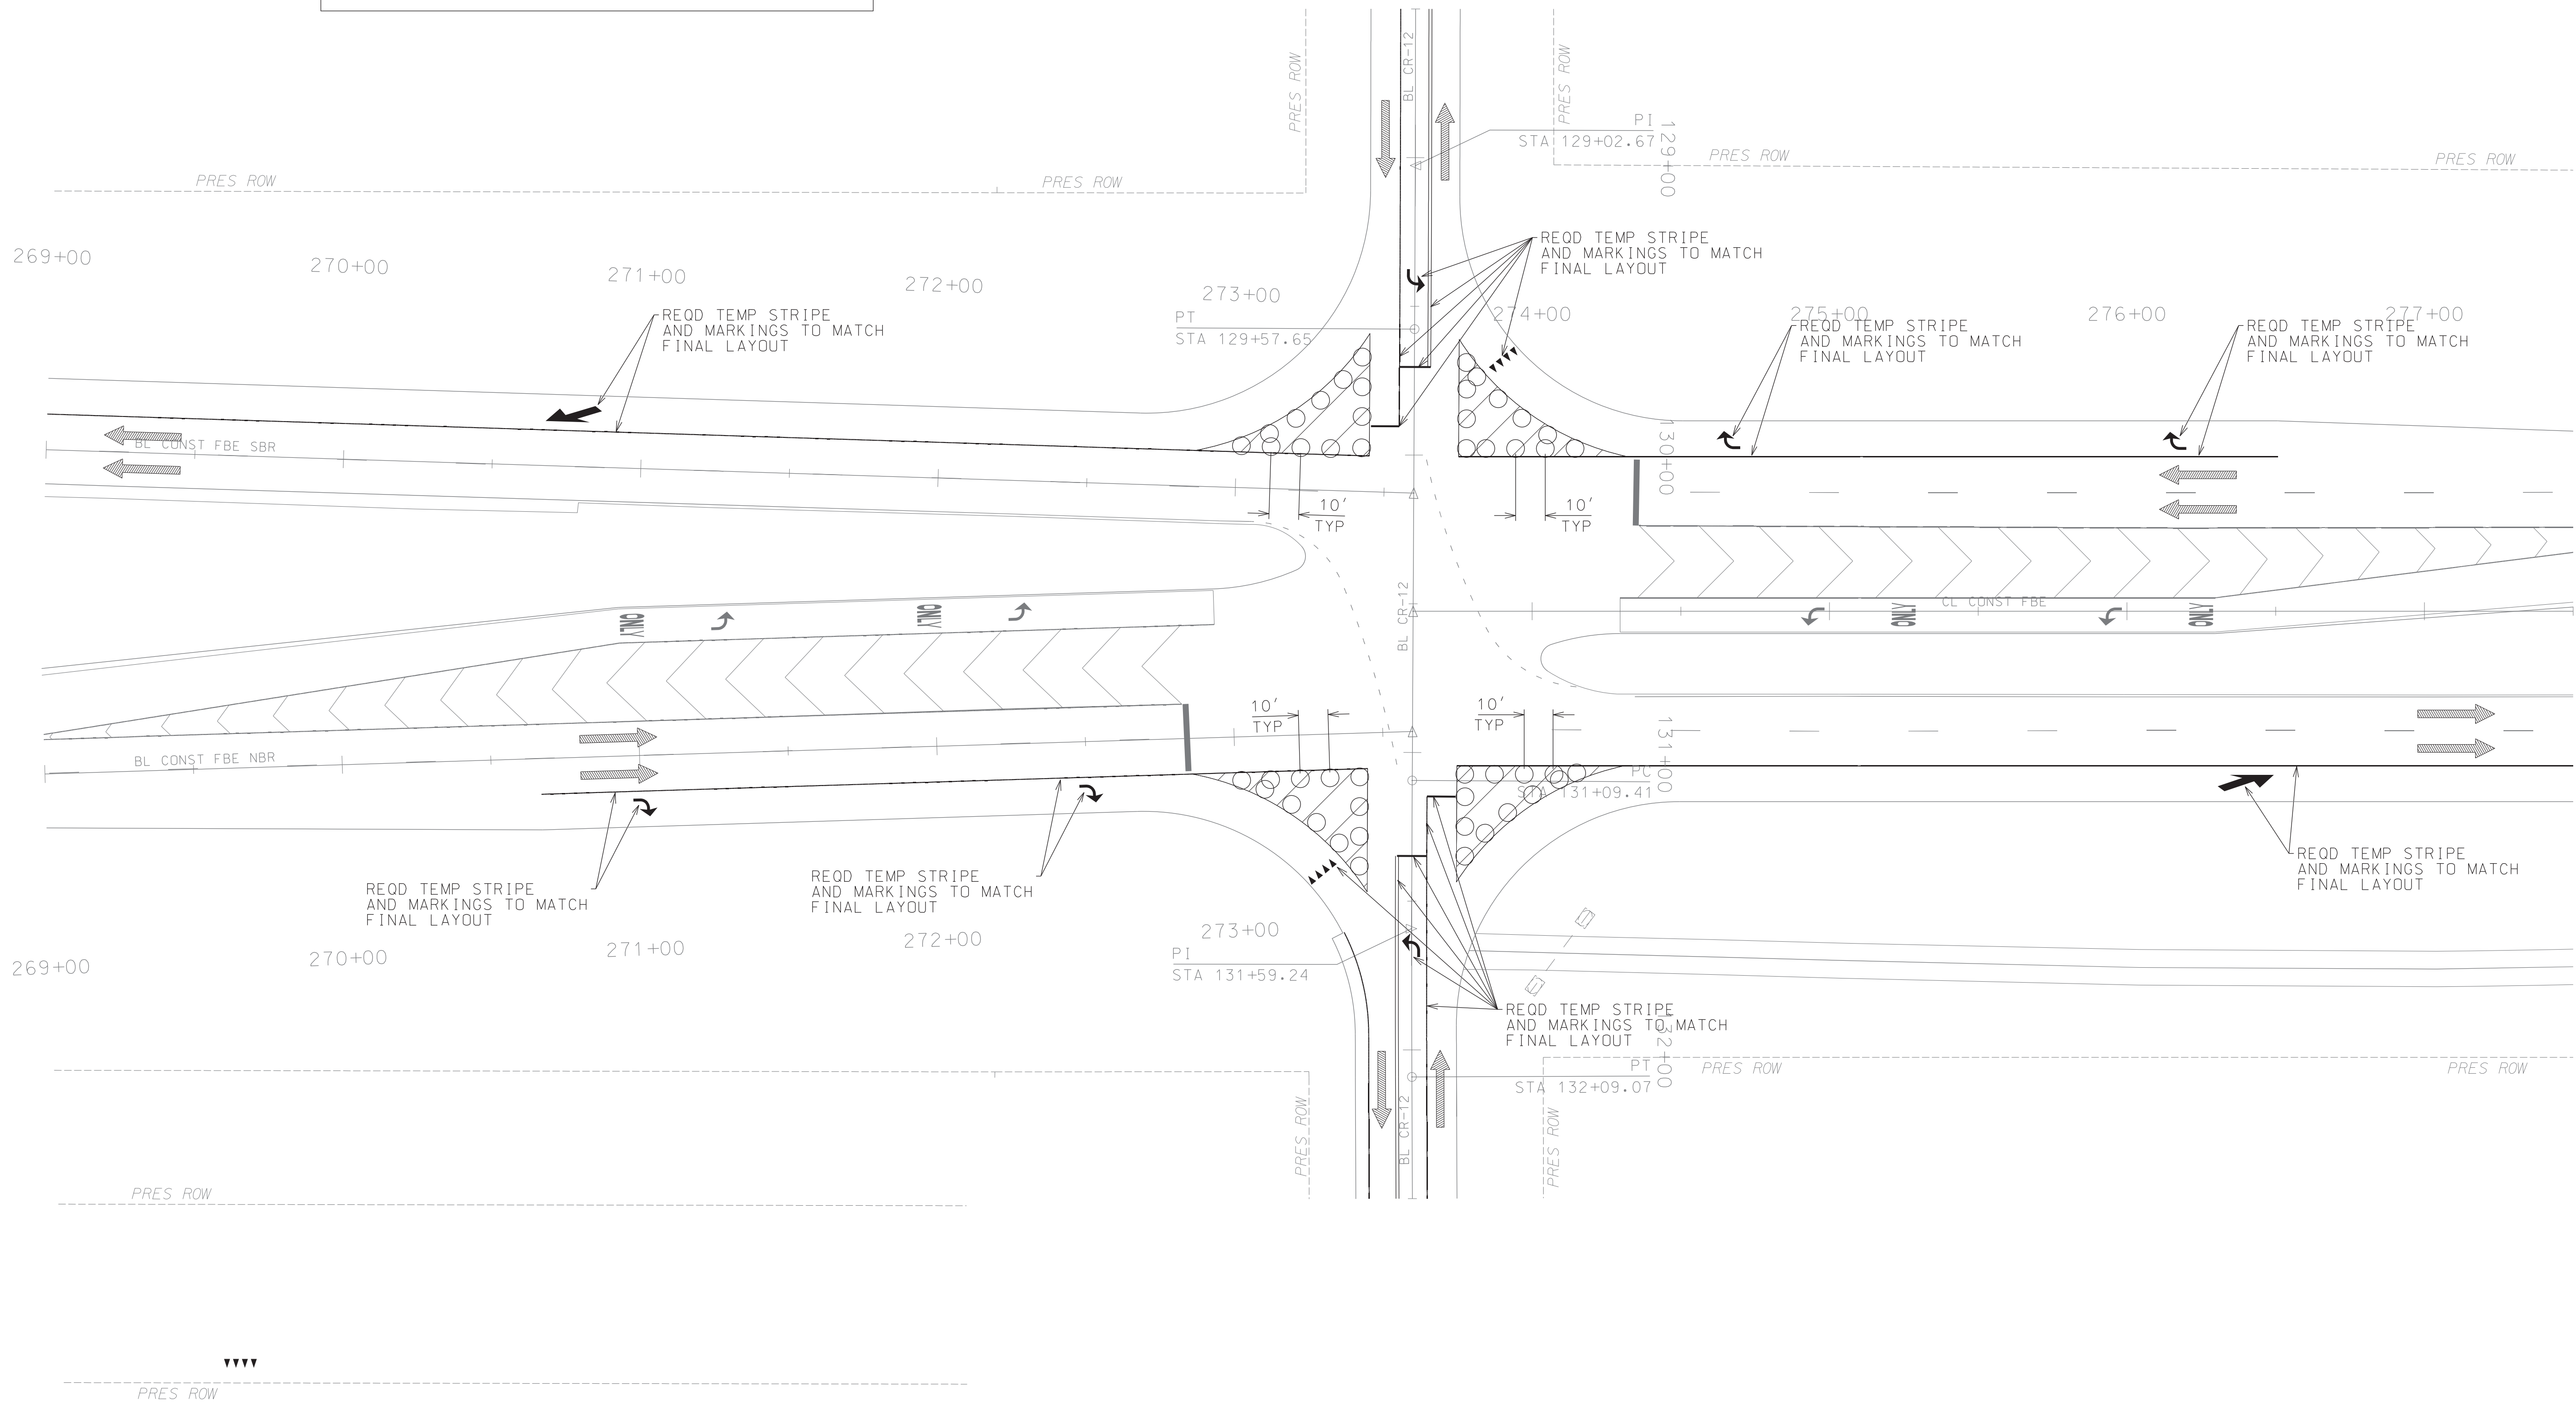 BL CR-12
PRES ROW
PRES ROW
PI
STA 129+02.67
129+00
PRES ROW
PRES ROW
PRES ROW
PRES ROW
269+00
270+00
271+00
272+00
273+00
274+00
275+00
276+00
277+00
REQD TEMP STRIPE
AND MARKINGS TO MATCH
FINAL LAYOUT
REQD TEMP STRIPE
AND MARKINGS TO MATCH
FINAL LAYOUT
PT
STA 129+57.65
REQD TEMP STRIPE
AND MARKINGS TO MATCH
FINAL LAYOUT
REQD TEMP STRIPE
AND MARKINGS TO MATCH
FINAL LAYOUT
BL CONST FBE SBR
130+00
10'
TYP
10'
TYP
ONLY
ONLY
BL CR-12
CL CONST FBE
ONLY
ONLY
10'
TYP
10'
TYP
BL CONST FBE NBR
131+00
PC
STA 131+09.41
REQD TEMP STRIPE
AND MARKINGS TO MATCH
FINAL LAYOUT
REQD TEMP STRIPE
AND MARKINGS TO MATCH
FINAL LAYOUT
REQD TEMP STRIPE
AND MARKINGS TO MATCH
FINAL LAYOUT
269+00
270+00
271+00
272+00
273+00
PI
STA 131+59.24
REQD TEMP STRIPE
AND MARKINGS TO MATCH
FINAL LAYOUT
132+00
PT
STA 132+09.07
PRES ROW
PRES ROW
PRES ROW
BL CR-12
PRES ROW
PRES ROW
PRES ROW